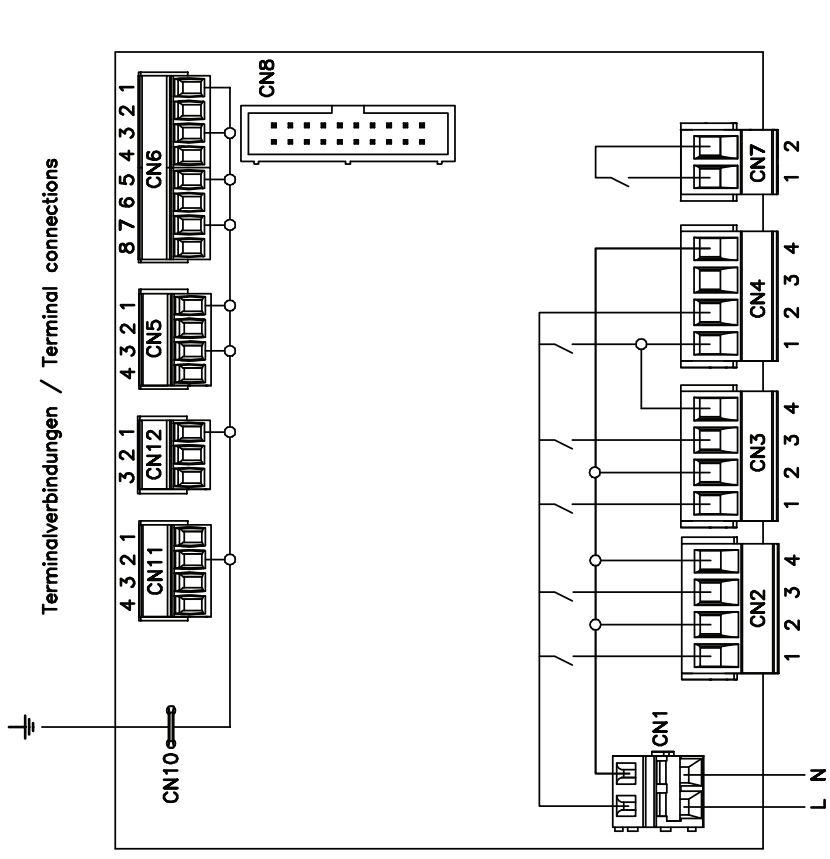 Terminalverbindungen / Terminal connections
CN8
CN6
1 2 3 4 5 6 7 8
CN5
1 2 3 4
CN12
1 2 3
CN11
1 2 3 4
CN10
CN7
2 1
CN4
4 3 2 1
CN3
4 3 2 1
CN2
4 3 2 1
CN1
N
L